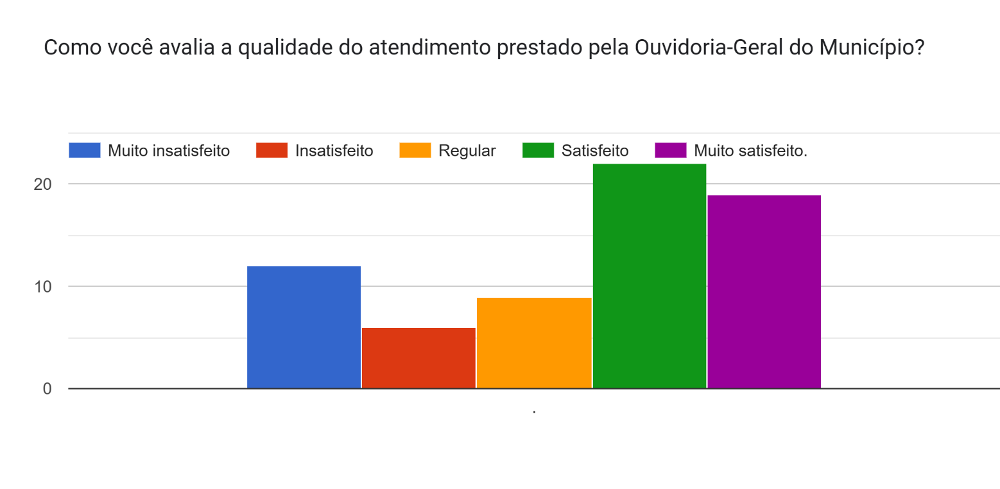 Como você avalia a qualidade do atendimento prestado pela Ouvidoria-Geral do Município?
Muito insatisfeito Insatisfeito Regular Satisfeito Muito satisfeito.
20
10
0
.